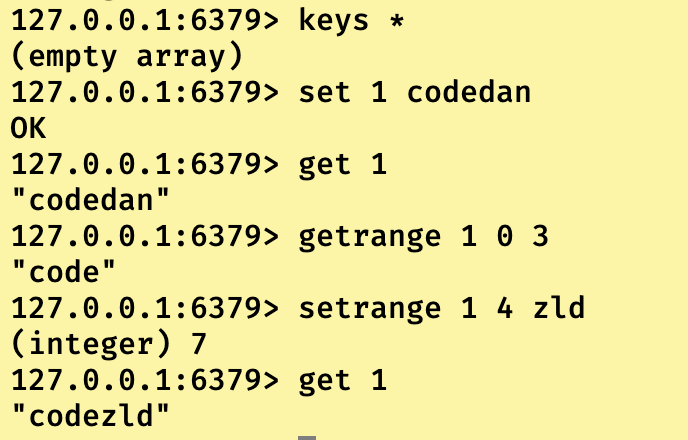 127.0.0.1:6379> keys *
(empty array)
127.0.0.1:6379> set 1 codedan
OK
127.0.0.1:6379> get 1
"codedan"
127.0.0.1:6379> getrange 1 0 3
"code"
127.0.0.1:6379> setrange 1 4 zld
(integer) 7
127.0.0.1:6379> get 1
"codezld"